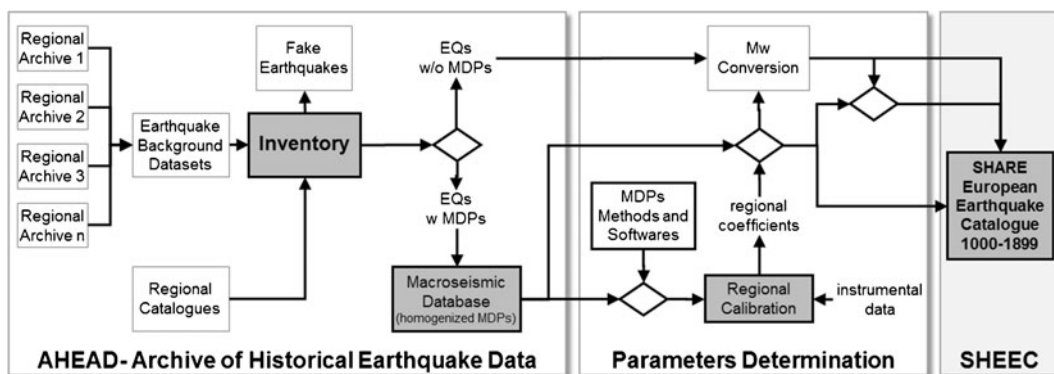 Regional
Archive 1
Regional
Archive 2
Regional
Archive 3
Regional
Archive n
Earthquake
Background
Datasets
Regional
Catalogues
Fake
Earthquakes
Inventory
EQs
w/o MDPs
EQs
w MDPs
Macroseismic
Database
(homogenized MDPs)
AHEAD- Archive of Historical Earthquake Data
Mw
Conversion
MDPs
Methods and
Softwares
regional
coefficients
Regional
Calibration
instrumental
data
Parameters Determination
SHARE
European
Earthquake
Catalogue
1000-1899
SHEEC